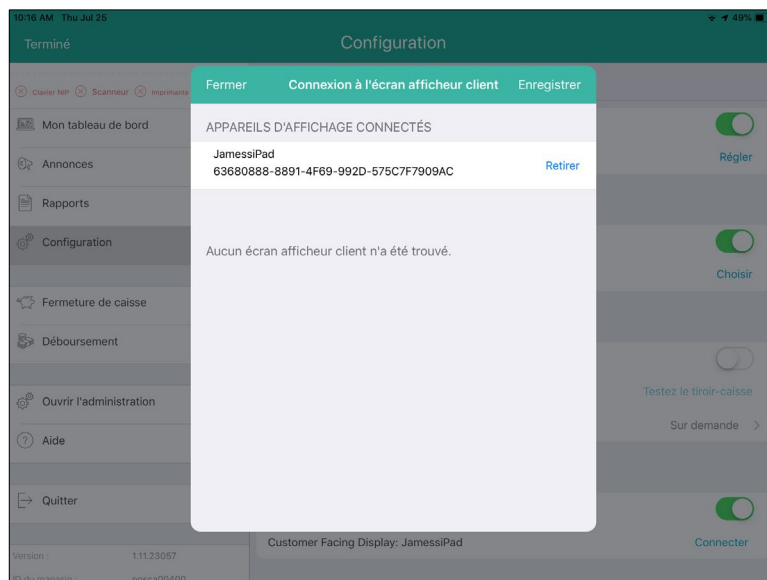 10:16 AM Thu Jul 25
49%
Terminé
Configuration
Clavier NIP Scanneur Imprimante
Mon tableau de bord
Annonces
Rapports
Configuration
Fermeture de caisse
Déboursement
Ouvrir l'administration
Aide
Quitter
Version : 1.11.23057
ID du magasin :
Fermer
Connexion à l'écran afficheur client
Enregistrer
APPAREILS D'AFFICHAGE CONNECTÉS
JamessiPad
63680888-8891-4F69-992D-575C7F7909AC
Retirer
Aucun écran afficheur client n'a été trouvé.
Régler
Choisir
Testez le tiroir-caisse
Sur demande
Customer Facing Display: JamessiPad
Connecter